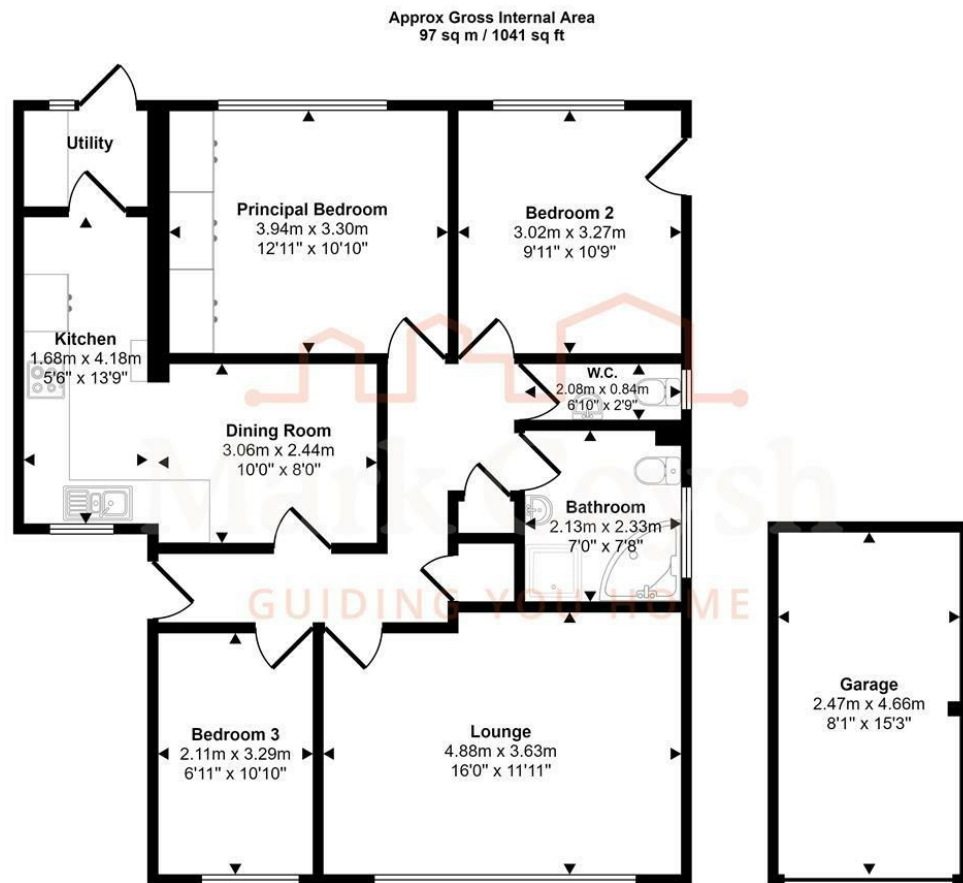 Approx Gross Internal Area
97 sq m / 1041 sq ft
Utility
Principal Bedroom
3.94m x 3.30m
12'11" x 10'10"
Bedroom 2
3.02m x 3.27m
9'11" x 10'9"
Kitchen
1.68m x 4.18m
5'6" x 13'9"
W.C.
2.08m x 0.84m
6'10" x 2'9"
Dining Room
3.06m x 2.44m
10'0" x 8'0"
Bathroom
2.13m x 2.33m
7'0" x 7'8"
Mark Coysh
GUIDING YOU HOME
Bedroom 3
2.11m x 3.29m
6'11" x 10'10"
Lounge
4.88m x 3.63m
16'0" x 11'11"
Garage
2.47m x 4.66m
8'1" x 15'3"